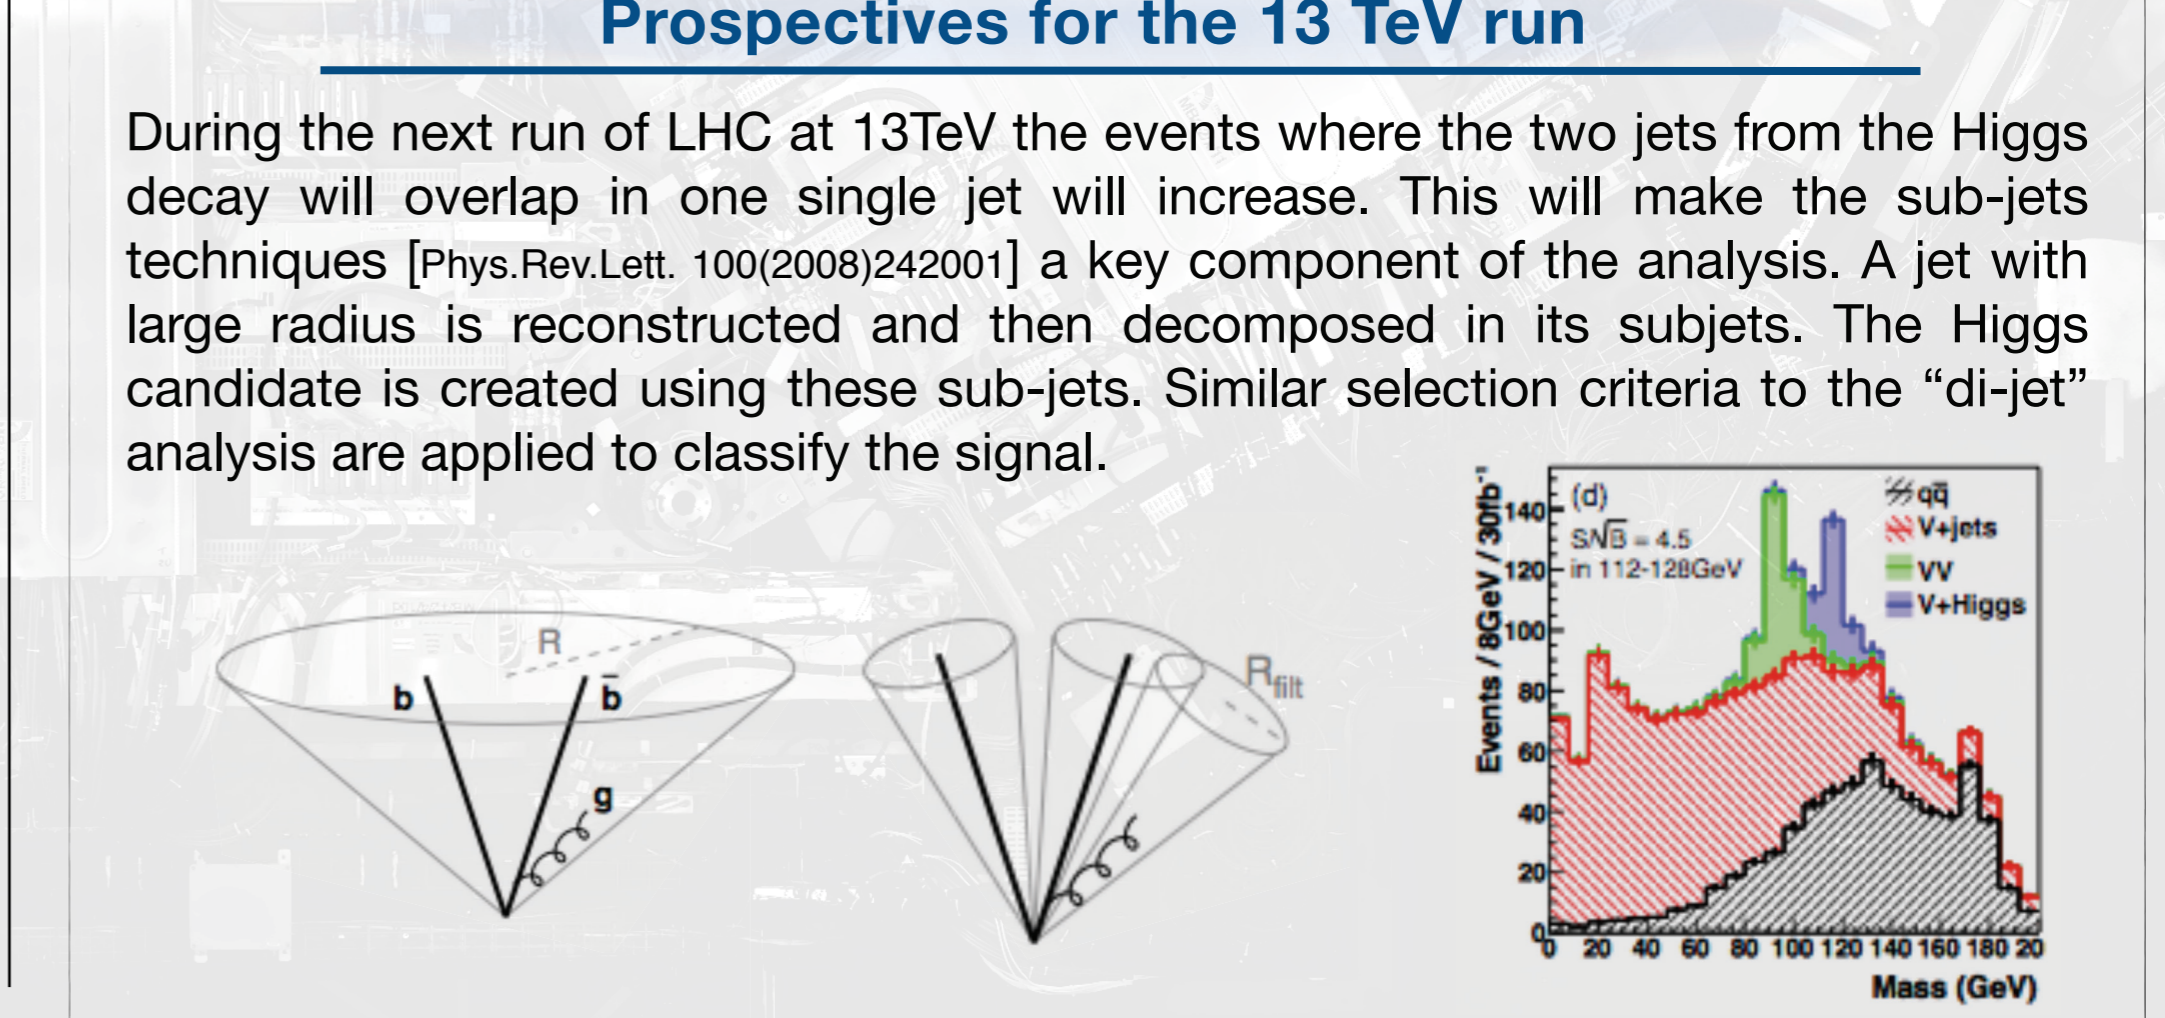 Prospectives for the 13 TeV run
During the next run of LHC at 13TeV the events where the two jets from the Higgs
decay will overlap in one single jet will increase. This will make the sub-jets
techniques [Phys.Rev.Lett. 100(2008)242001] a key component of the analysis. A jet with
large radius is reconstructed and then decomposed in its subjets. The Higgs
candidate is created using these sub-jets. Similar selection criteria to the “di-jet”
analysis are applied to classify the signal.
R
b
b̄
g
R_filt
Events / 8GeV / 30fb⁻¹
(d)
S/√B = 4.5
in 112-128GeV
qq̄
V+jets
VV
V+Higgs
140
120
100
80
60
40
20
0
0 20 40 60 80 100 120 140 160 180 20
Mass (GeV)